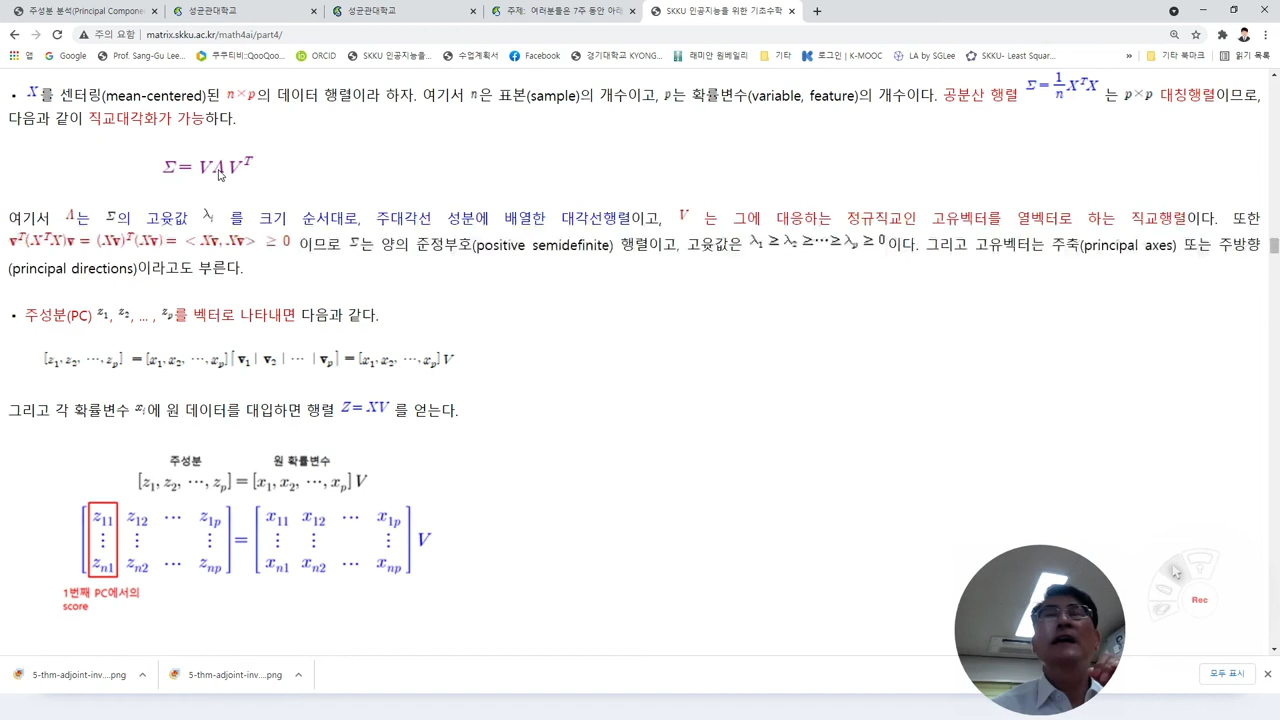 주성분 분석(Principal Componen
성균관대학교
성균관대학교
주제: 여러분들은 7주 동안 아래
SKKU 인공지능을 위한 기초수학
주의 요함
matrix.skku.ac.kr/math4ai/part4/
앱
Google
Prof. Sang-Gu Lee...
쿠쿠티비::QooQoo...
ORCID
SKKU 인공지능을...
수업계획서
Facebook
경기대학교 KYONG...
래미안 원베일리
기타
로그인 | K-MOOC
LA by SGLee
SKKU- Least Squar...
»
기타 북마크
읽기 목록
• X를 센터링(mean-centered)된 n×p의 데이터 행렬이라 하자. 여기서 n은 표본(sample)의 개수이고, p는 확률변수(variable, feature)의 개수이다. 공분산 행렬 Σ = 1/n XᵀX 는 p×p 대칭행렬이므로,
다음과 같이 직교대각화가 가능하다.
Σ = VΛVᵀ
여기서 Λ는 Σ의 고윳값 λᵢ 를 크기 순서대로, 주대각선 성분에 배열한 대각선행렬이고, V 는 그에 대응하는 정규직교인 고유벡터를 열벡터로 하는 직교행렬이다. 또한
vᵀ(XᵀX)v = (Xv)ᵀ(Xv) = < Xv, Xv > ≥ 0 이므로 Σ는 양의 준정부호(positive semidefinite) 행렬이고, 고윳값은 λ₁ ≥ λ₂ ≥ ⋯ ≥ λₚ ≥ 0 이다. 그리고 고유벡터는 주축(principal axes) 또는 주방향
(principal directions)이라고도 부른다.
• 주성분(PC) z₁, z₂, ... , zₚ를 벡터로 나타내면 다음과 같다.
[z₁, z₂, ⋯, zₚ] = [x₁, x₂, ⋯, xₚ][v₁ | v₂ | ⋯ | vₚ] = [x₁, x₂, ⋯, xₚ] V
그리고 각 확률변수 xᵢ에 원 데이터를 대입하면 행렬 Z = XV 를 얻는다.
주성분 원 확률변수
[z₁, z₂, ⋯, zₚ] = [x₁, x₂, ⋯, xₚ] V
z₁₁ z₁₂ ⋯ z₁ₚ x₁₁ x₁₂ ⋯ x₁ₚ
⋮ ⋮ ⋮ = ⋮ ⋮ ⋮ V
zₙ₁ zₙ₂ ⋯ zₙₚ xₙ₁ xₙ₂ ⋯ xₙₚ
1번째 PC에서의
score
Rec
5-thm-adjoint-inv....png
5-thm-adjoint-inv....png
모두 표시